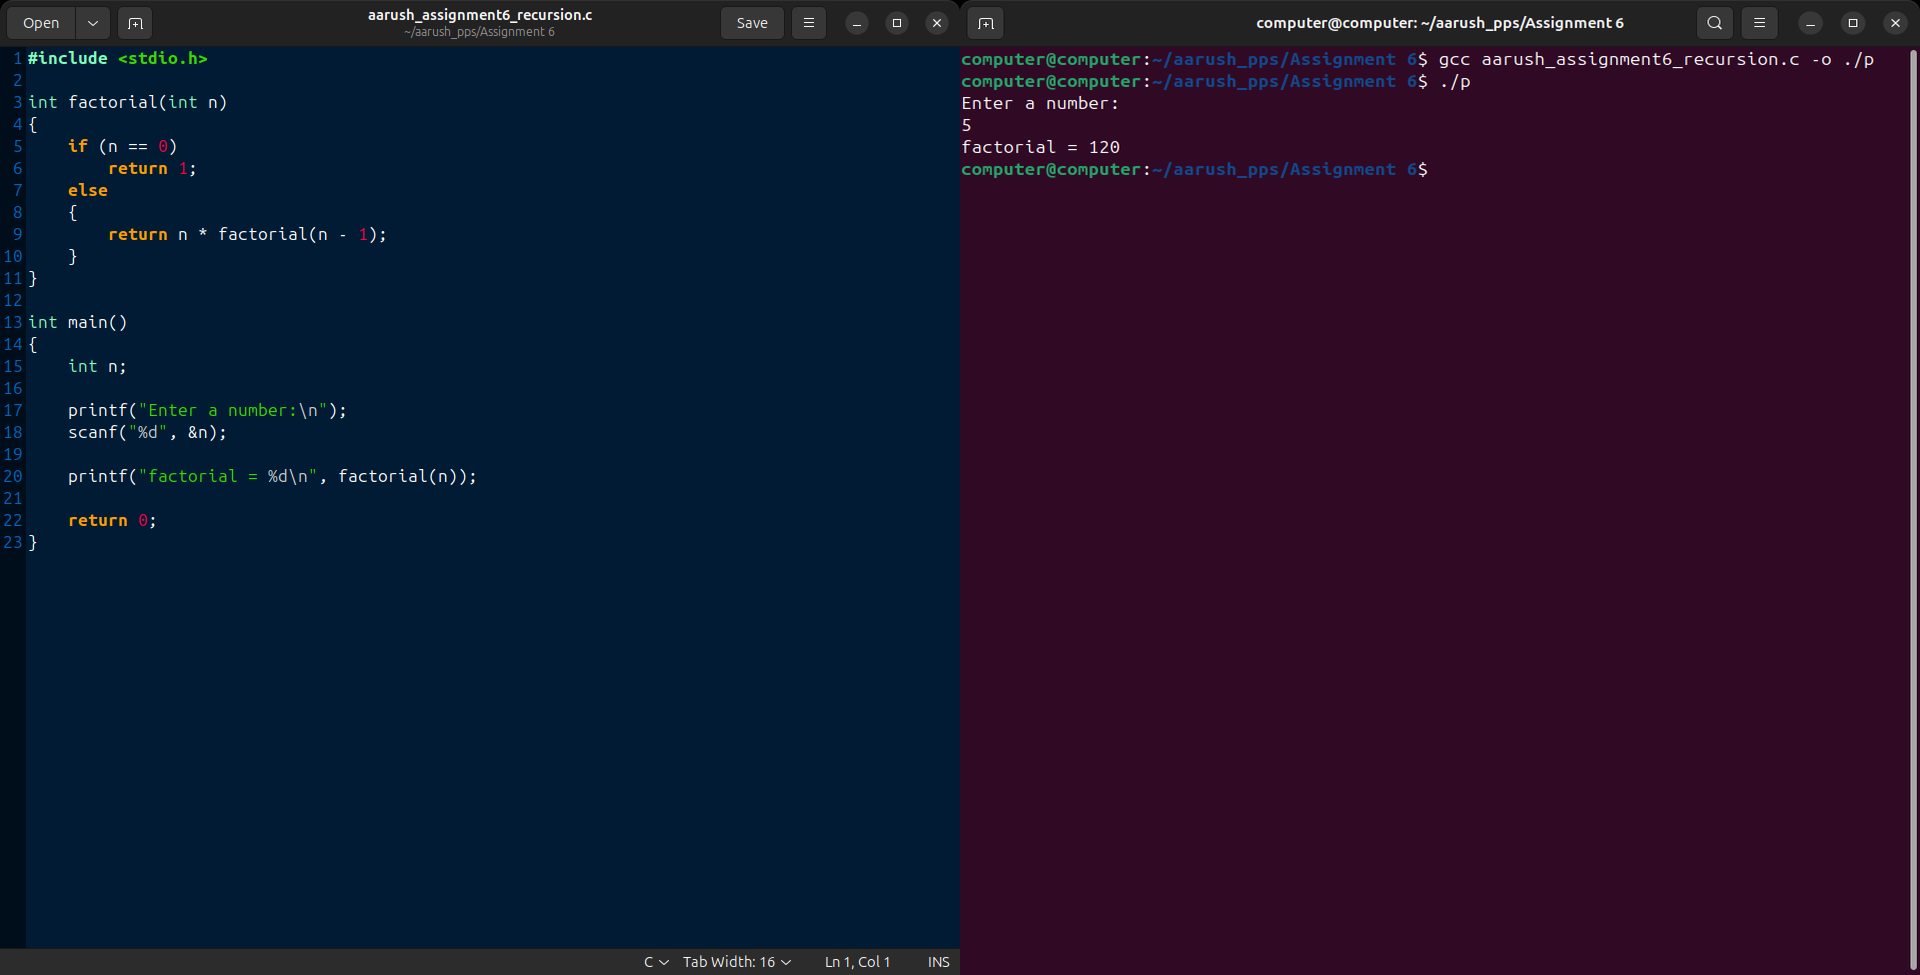 Open
aarush_assignment6_recursion.c
~/aarush_pps/Assignment 6
Save
1 #include <stdio.h>
2
3 int factorial(int n)
4 {
5     if (n == 0)
6         return 1;
7     else
8     {
9         return n * factorial(n - 1);
10     }
11 }
12
13 int main()
14 {
15     int n;
16
17     printf("Enter a number:\n");
18     scanf("%d", &n);
19
20     printf("factorial = %d\n", factorial(n));
21
22     return 0;
23 }
C
Tab Width: 16
Ln 1, Col 1
INS
computer@computer: ~/aarush_pps/Assignment 6
computer@computer:~/aarush_pps/Assignment 6$ gcc aarush_assignment6_recursion.c -o ./p
computer@computer:~/aarush_pps/Assignment 6$ ./p
Enter a number:
5
factorial = 120
computer@computer:~/aarush_pps/Assignment 6$